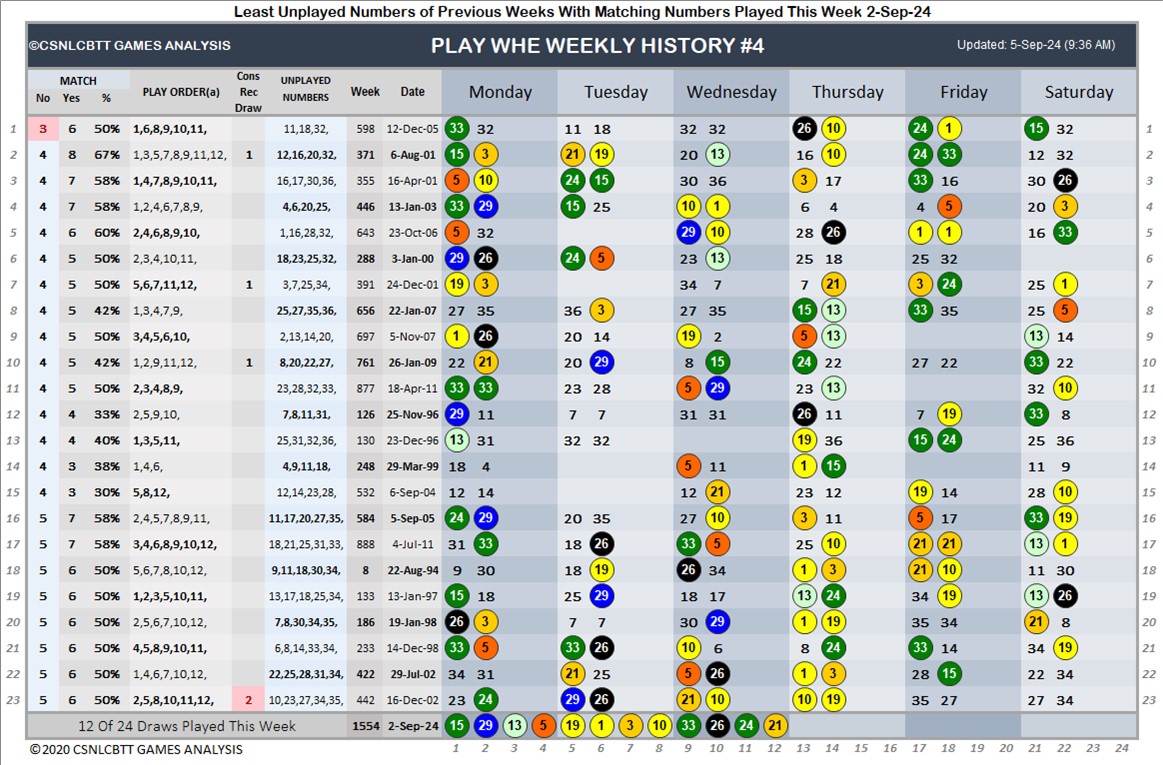 Least Unplayed Numbers of Previous Weeks With Matching Numbers Played This Week 2-Sep-24
©CSNLCBTT GAMES ANALYSIS PLAY WHE WEEKLY HISTORY #4 Updated: 5-Sep-24 (9:36 AM)
MATCH No Yes % PLAY ORDER(a) Cons Rec Draw UNPLAYED NUMBERS Week Date Monday Tuesday Wednesday Thursday Friday Saturday
1 3 6 50% 1,6,8,9,10,11, 11,18,32, 598 12-Dec-05 33 32 11 18 32 32 26 10 24 1 15 32 1
2 4 8 67% 1,3,5,7,8,9,11,12, 1 12,16,20,32, 371 6-Aug-01 15 3 21 19 20 13 16 10 24 33 12 32 2
3 4 7 58% 1,4,7,8,9,10,11, 16,17,30,36, 355 16-Apr-01 5 10 24 15 30 36 3 17 33 16 30 26 3
4 4 7 58% 1,2,4,6,7,8,9, 4,6,20,25, 446 13-Jan-03 33 29 15 25 10 1 6 4 4 5 20 3 4
5 4 6 60% 2,4,6,8,9,10, 1,16,28,32, 643 23-Oct-06 5 32 29 10 28 26 1 1 16 33 5
6 4 5 50% 2,3,4,10,11, 18,23,25,32, 288 3-Jan-00 29 26 24 5 23 13 25 18 25 32 6
7 4 5 50% 5,6,7,11,12, 1 3,7,25,34, 391 24-Dec-01 19 3 34 7 7 21 3 24 25 1 7
8 4 5 42% 1,3,4,7,9, 25,27,35,36, 656 22-Jan-07 27 35 36 3 27 35 15 13 33 35 25 5 8
9 4 5 50% 3,4,5,6,10, 2,13,14,20, 697 5-Nov-07 1 26 20 14 19 2 5 13 13 14 9
10 4 5 42% 1,2,9,11,12, 1 8,20,22,27, 761 26-Jan-09 22 21 20 29 8 15 24 22 27 22 33 22 10
11 4 5 50% 2,3,4,8,9, 23,28,32,33, 877 18-Apr-11 33 33 23 28 5 29 23 13 32 10 11
12 4 4 33% 2,5,9,10, 7,8,11,31, 126 25-Nov-96 29 11 7 7 31 31 26 11 7 19 33 8 12
13 4 4 40% 1,3,5,11, 25,31,32,36, 130 23-Dec-96 13 31 32 32 19 36 15 24 25 36 13
14 4 3 38% 1,4,6, 4,9,11,18, 248 29-Mar-99 18 4 5 11 1 15 11 9 14
15 4 3 30% 5,8,12, 12,14,23,28, 532 6-Sep-04 12 14 12 21 23 12 19 14 28 10 15
16 5 7 58% 2,4,5,7,8,9,11, 11,17,20,27,35, 584 5-Sep-05 24 29 20 35 27 10 3 11 5 17 33 19 16
17 5 7 58% 3,4,6,8,9,10,12, 18,21,25,31,33, 888 4-Jul-11 31 33 18 26 33 5 25 10 21 21 13 1 17
18 5 6 50% 5,6,7,8,10,12, 9,11,18,30,34, 8 22-Aug-94 9 30 18 19 26 34 1 3 21 10 11 30 18
19 5 6 50% 1,2,3,5,10,11, 13,17,18,25,34, 133 13-Jan-97 15 18 25 29 18 17 13 24 34 19 13 26 19
20 5 6 50% 2,5,6,7,10,12, 7,8,30,34,35, 186 19-Jan-98 26 3 7 7 30 29 1 19 35 34 21 8 20
21 5 6 50% 4,5,8,9,10,11, 6,8,14,33,34, 233 14-Dec-98 33 5 33 26 10 6 8 24 33 14 34 19 21
22 5 6 50% 1,4,6,7,10,12, 22,25,28,31,34, 422 29-Jul-02 34 31 21 25 5 26 1 3 28 15 22 34 22
23 5 6 50% 2,5,8,10,11,12, 2 10,23,27,34,35, 442 16-Dec-02 23 24 29 26 21 10 10 19 35 27 27 34 23
12 Of 24 Draws Played This Week 1554 2-Sep-24 15 29 13 5 19 1 3 10 33 26 24 21
© 2020 CSNLCBTT GAMES ANALYSIS 1 2 3 4 5 6 7 8 9 10 11 12 13 14 15 16 17 18 19 20 21 22 23 24